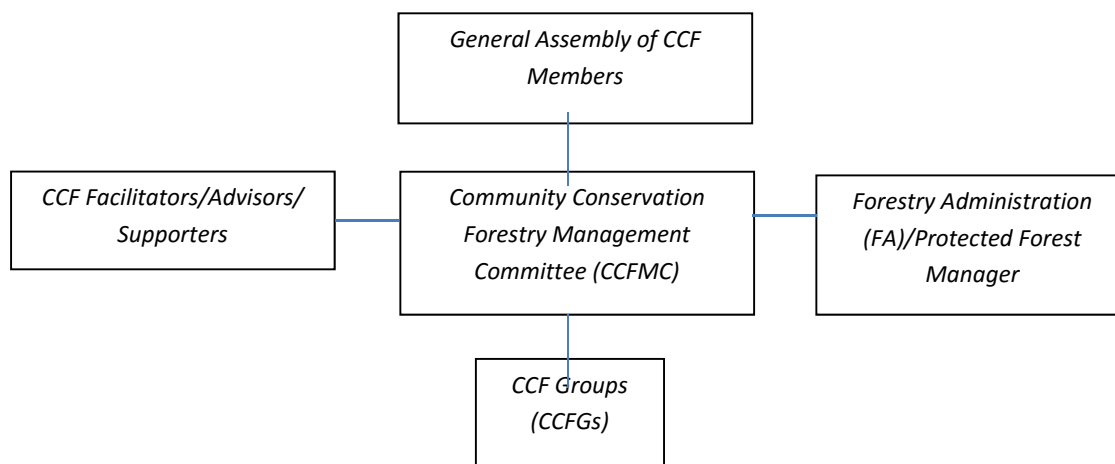 General Assembly of CCF
Members
CCF Facilitators/Advisors/
Supporters
Community Conservation
Forestry Management
Committee (CCFMC)
Forestry Administration
(FA)/Protected Forest
Manager
CCF Groups
(CCFGs)